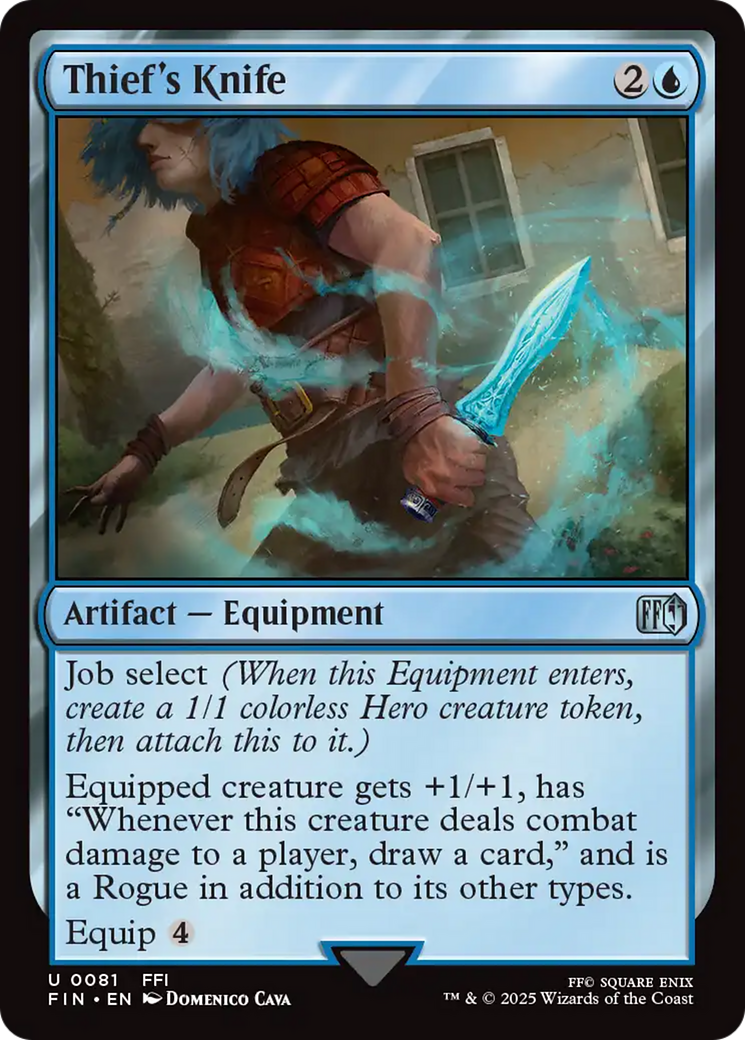 Thief's Knife 2
Artifact — Equipment FF
Job select (When this Equipment enters,
create a 1/1 colorless Hero creature token,
then attach this to it.)
Equipped creature gets +1/+1, has
“Whenever this creature deals combat
damage to a player, draw a card,” and is
a Rogue in addition to its other types.
Equip 4
U 0081 FFI
FIN • EN Domenico Cava
FF© SQUARE ENIX
™ & © 2025 Wizards of the Coast